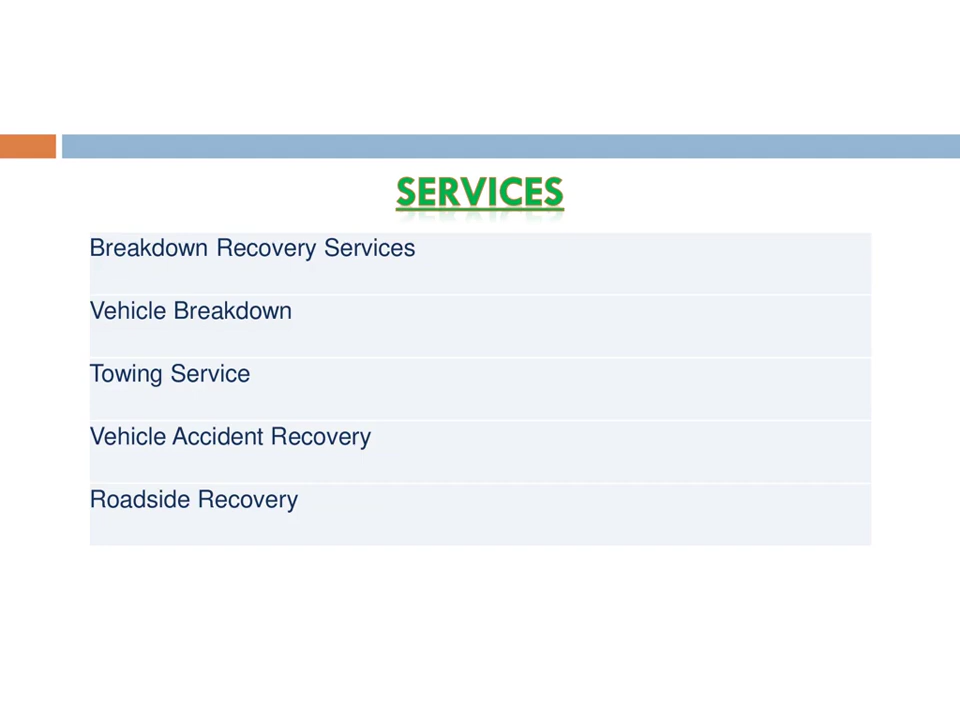 SERVICES
Breakdown Recovery Services
Vehicle Breakdown
Towing Service
Vehicle Accident Recovery
Roadside Recovery